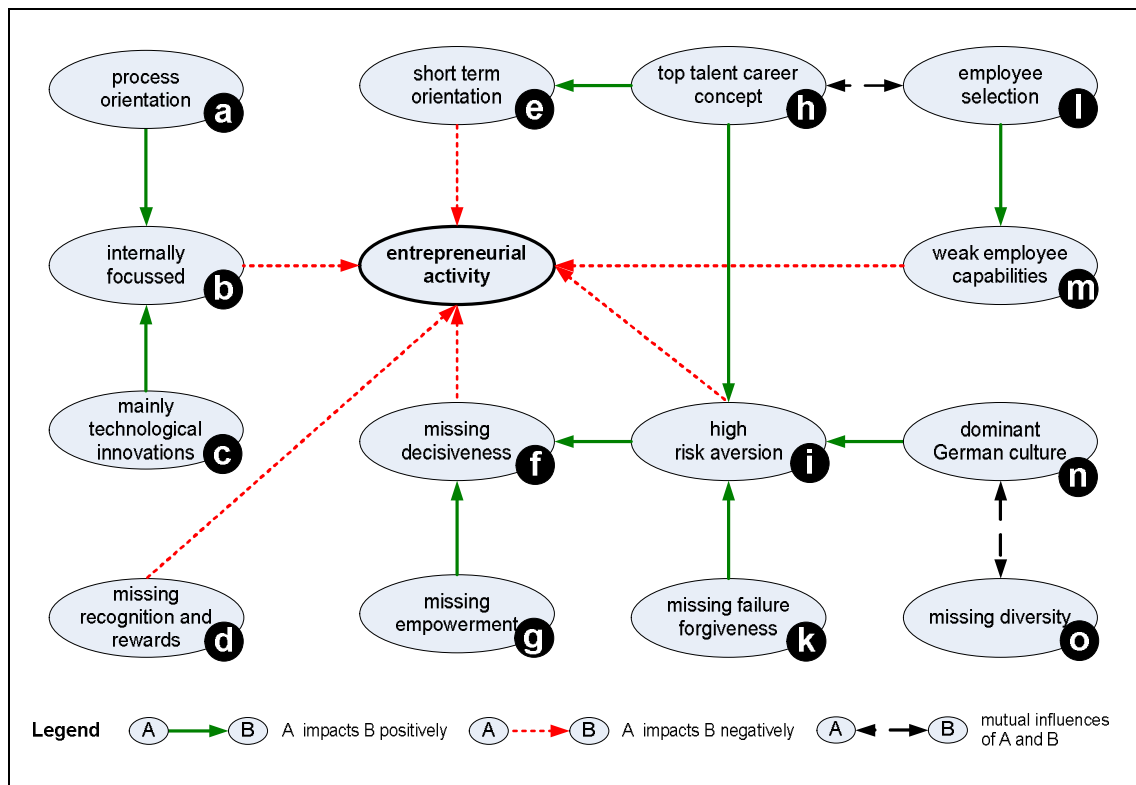 process
orientation
a
short term
orientation
e
top talent career
concept
h
employee
selection
l
internally
focussed
b
entrepreneurial
activity
weak employee
capabilities
m
mainly
technological
innovations
c
missing
decisiveness
f
high
risk aversion
i
dominant
German culture
n
missing
recognition and
rewards
d
missing
empowerment
g
missing failure
forgiveness
k
missing diversity
o
Legend
A
B
A impacts B positively
A
B
A impacts B negatively
A
B
mutual influences
of A and B